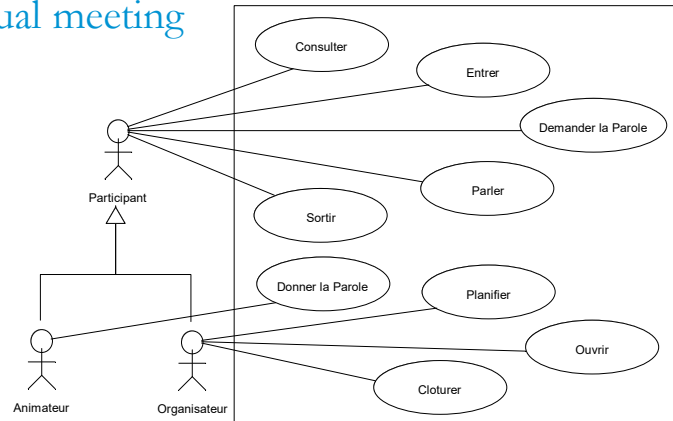 ual meeting
Consulter
Entrer
Demander la Parole
Participant
Parler
Sortir
Donner la Parole
Planifier
Ouvrir
Cloturer
Animateur
Organisateur